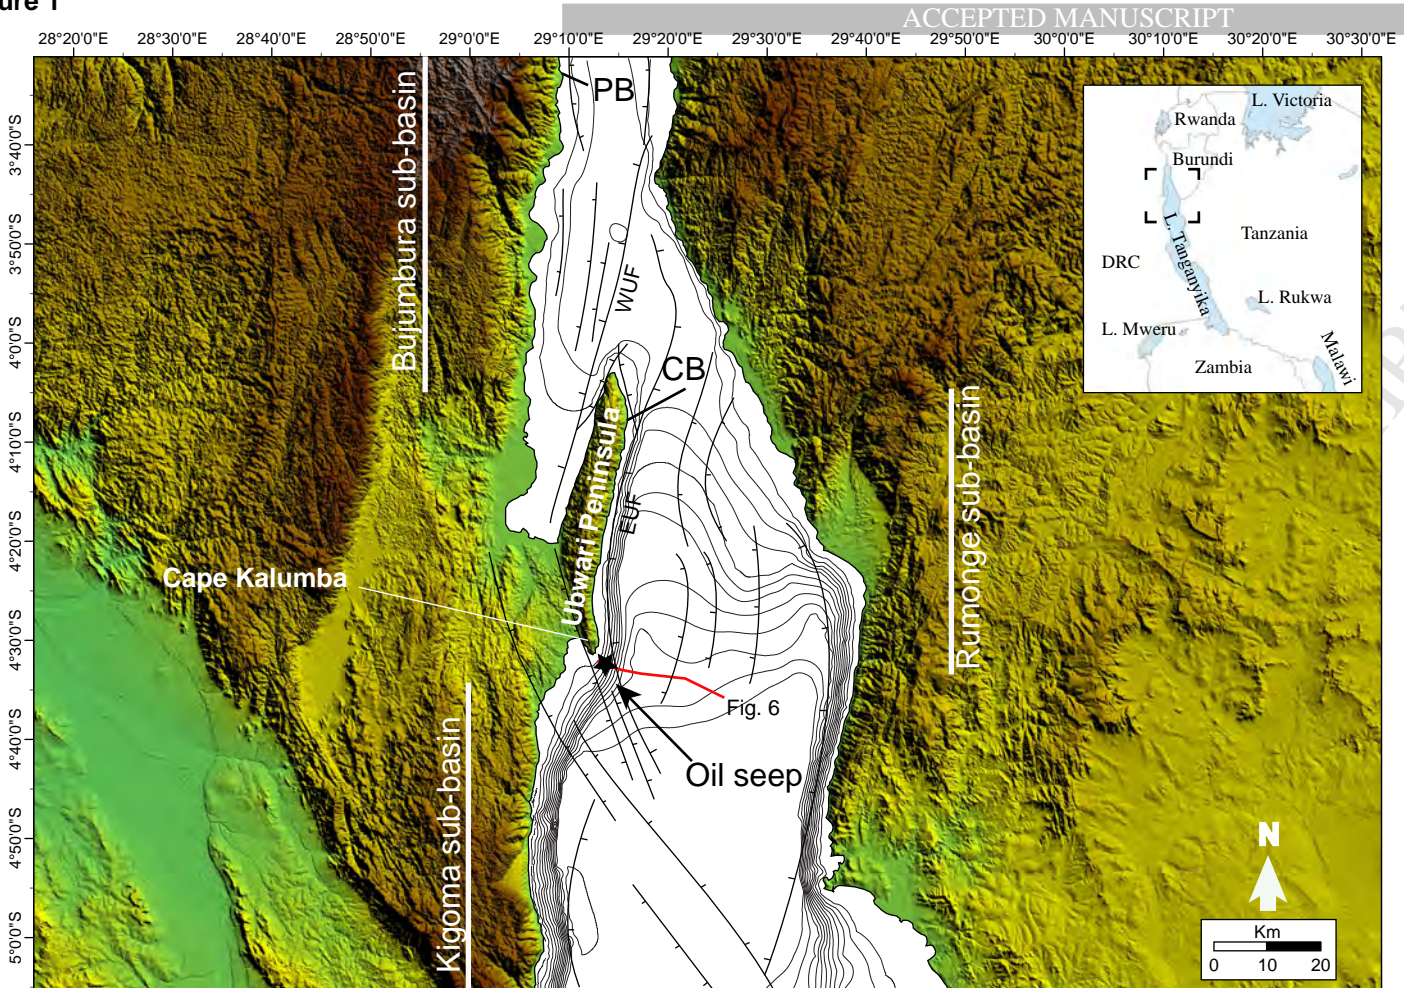 ure 1
ACCEPTED MANUSCRIPT
28°20'0"E 28°30'0"E 28°40'0"E 28°50'0"E 29°0'0"E 29°10'0"E 29°20'0"E 29°30'0"E 29°40'0"E 29°50'0"E 30°0'0"E 30°10'0"E 30°20'0"E 30°30'0"E
3°40'0"S
3°50'0"S
4°0'0"S
4°10'0"S
4°20'0"S
4°30'0"S
4°40'0"S
4°50'0"S
5°0'0"S
Bujumbura sub-basin
PB
WUF
CB
Ubwari Peninsula
EUF
Cape Kalumba
Rumonge sub-basin
Fig. 6
Oil seep
Kigoma sub-basin
L. Victoria
Rwanda
Burundi
L. Tanganyika
Tanzania
DRC
L. Rukwa
L. Mweru
Malawi
Zambia
N
Km
0 10 20